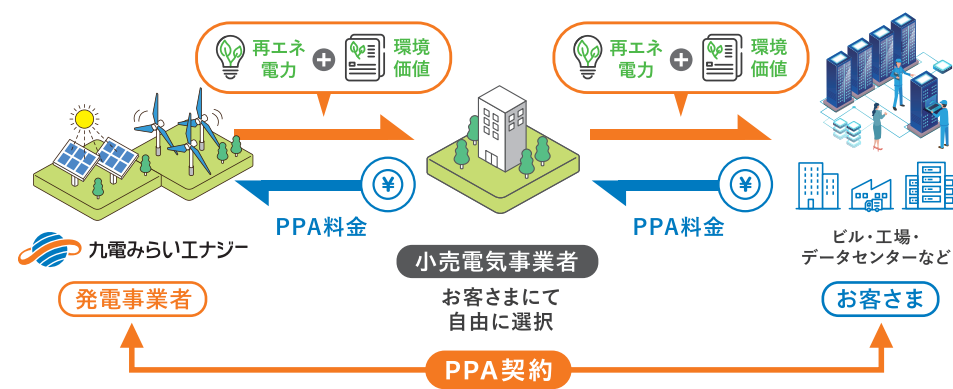 再エネ
電力
環境
価値
再エネ
電力
環境
価値
¥
PPA料金
¥
PPA料金
九電みらいエナジー
発電事業者
小売電気事業者
お客さまにて
自由に選択
ビル・工場・
データセンターなど
お客さま
PPA契約